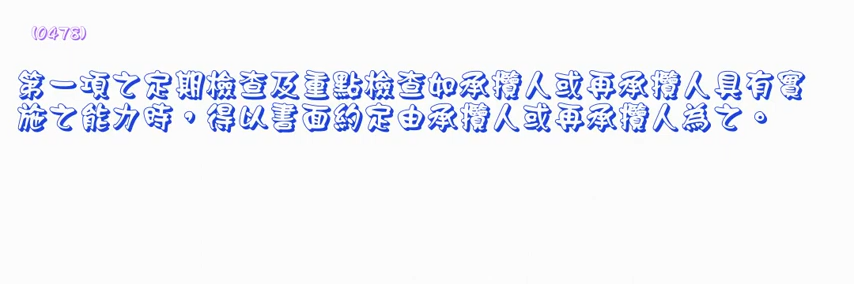 (0478)
第一項之定期檢查及重點檢查如承攬人或再承攬人具有實
施之能力時，得以書面約定由承攬人或再承攬人為之。